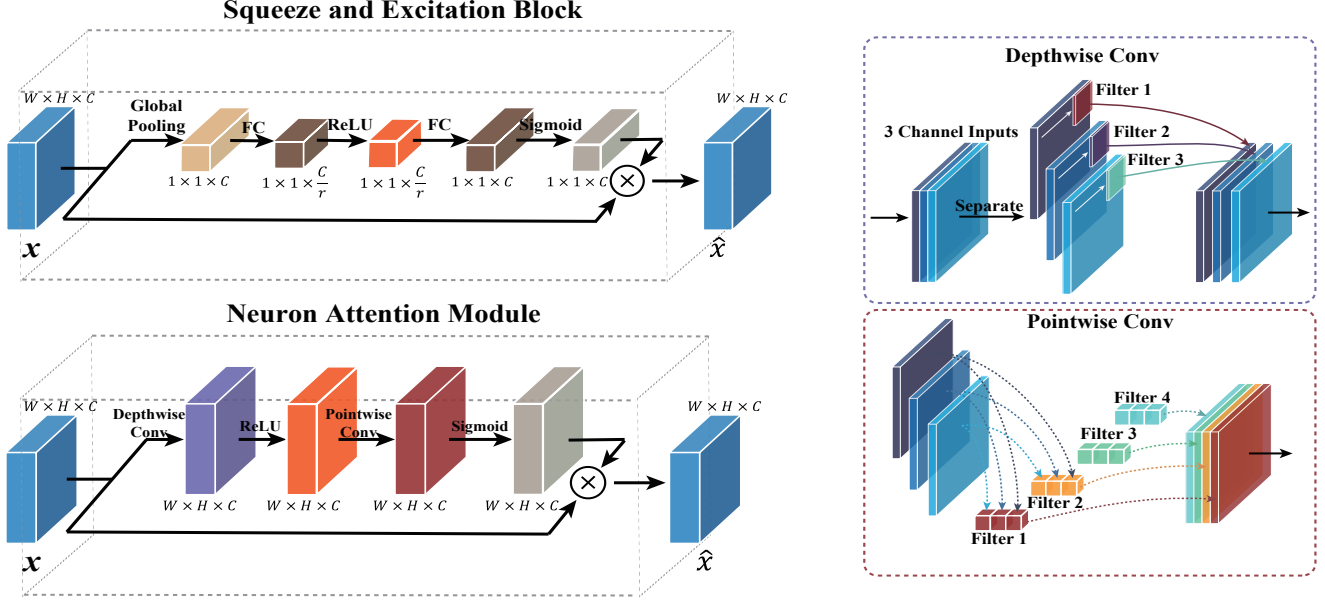 Squeeze and Excitation Block
W × H × C
Global
Pooling
FC
ReLU
FC
Sigmoid
W × H × C
1 × 1 × C
1 × 1 × C/r
1 × 1 × C/r
1 × 1 × C
1 × 1 × C
×
x
x̂
Neuron Attention Module
W × H × C
Depthwise
Conv
ReLU
Pointwise
Conv
Sigmoid
W × H × C
W × H × C
W × H × C
W × H × C
W × H × C
×
x
x̂
Depthwise Conv
Filter 1
3 Channel Inputs
Filter 2
Filter 3
Separate
Pointwise Conv
Filter 4
Filter 3
Filter 2
Filter 1